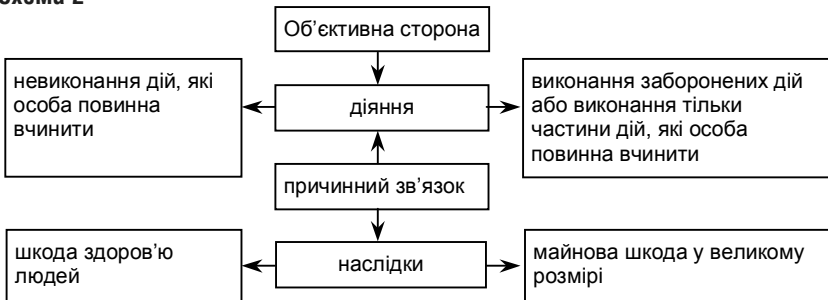 Схема 2
Об’єктивна сторона
невиконання дій, які
особа повинна
вчинити
діяння
виконання заборонених дій
або виконання тільки
частини дій, які особа
повинна вчинити
причинний зв’язок
шкода здоров’ю
людей
наслідки
майнова шкода у великому
розмірі